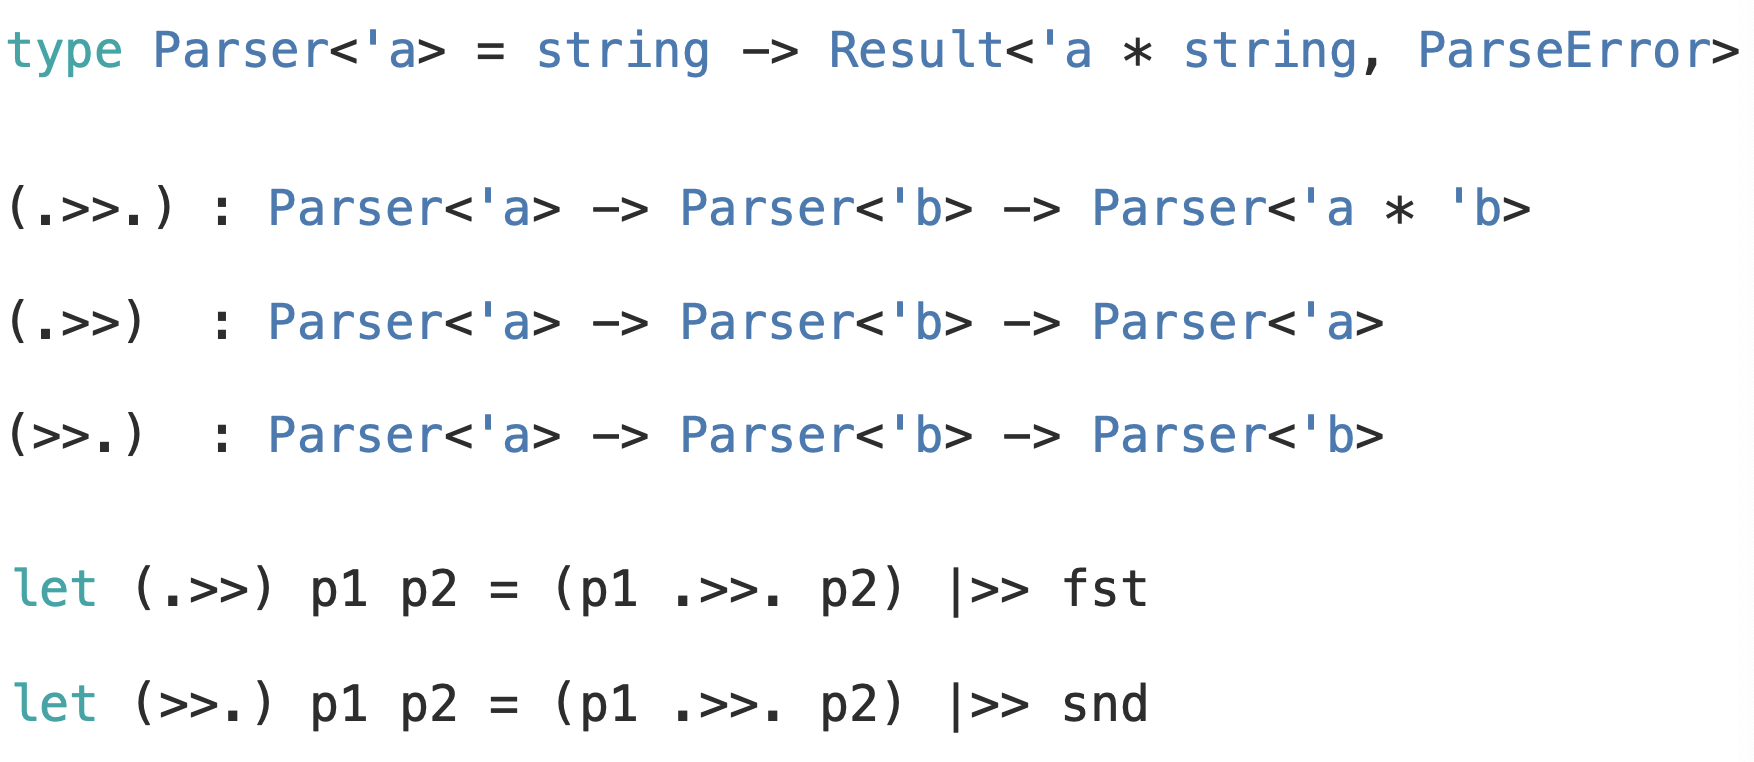 type Parser<'a> = string -> Result<'a * string, ParseError>
(.>>.) : Parser<'a> -> Parser<'b> -> Parser<'a * 'b>
(.>>)  : Parser<'a> -> Parser<'b> -> Parser<'a>
(>>.)  : Parser<'a> -> Parser<'b> -> Parser<'b>
let (.>>) p1 p2 = (p1 .>>. p2) |>> fst
let (>>.) p1 p2 = (p1 .>>. p2) |>> snd